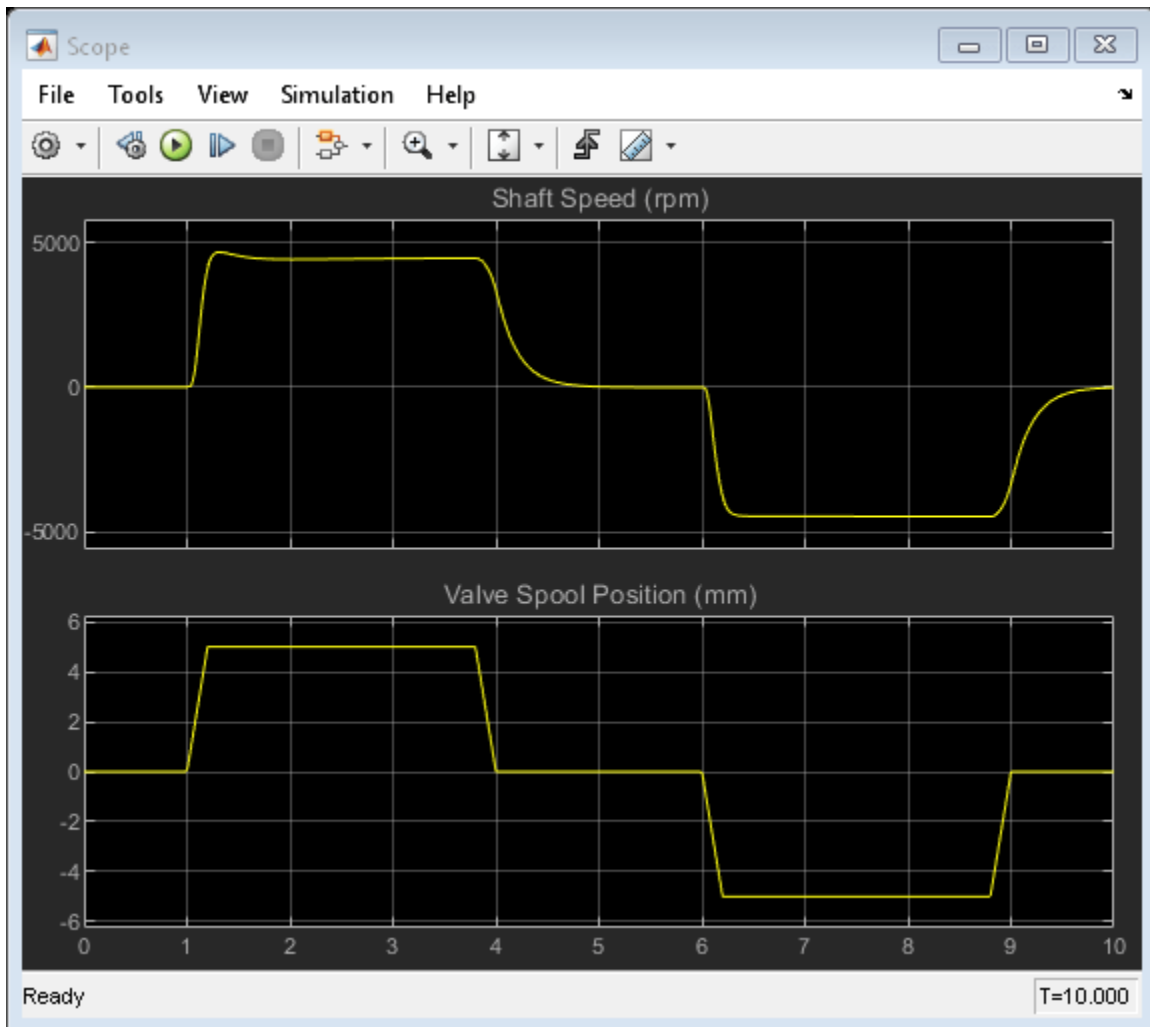 Scope
File Tools View Simulation Help
Shaft Speed (rpm)
5000
0
-5000
Valve Spool Position (mm)
6
4
2
0
-2
-4
-6
0 1 2 3 4 5 6 7 8 9 10
Ready T=10.000